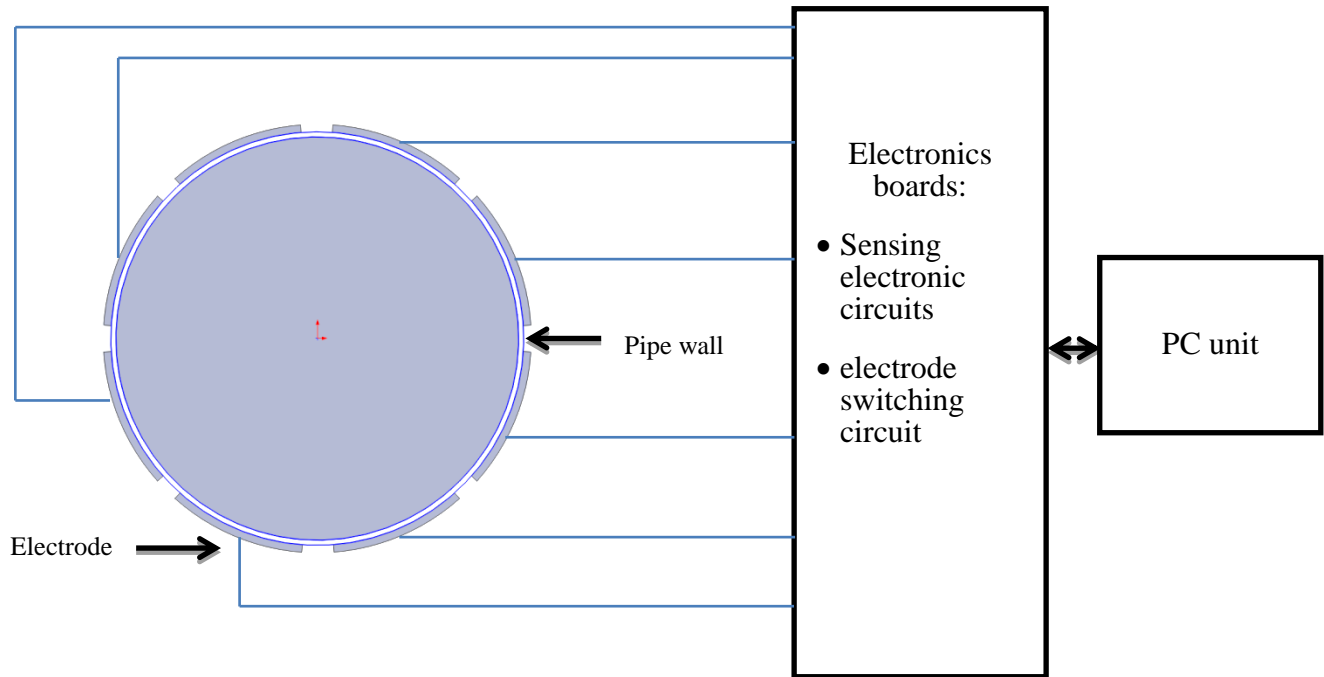 Electronics
boards:
• Sensing
electronic
circuits
• electrode
switching
circuit
PC unit
Pipe wall
Electrode